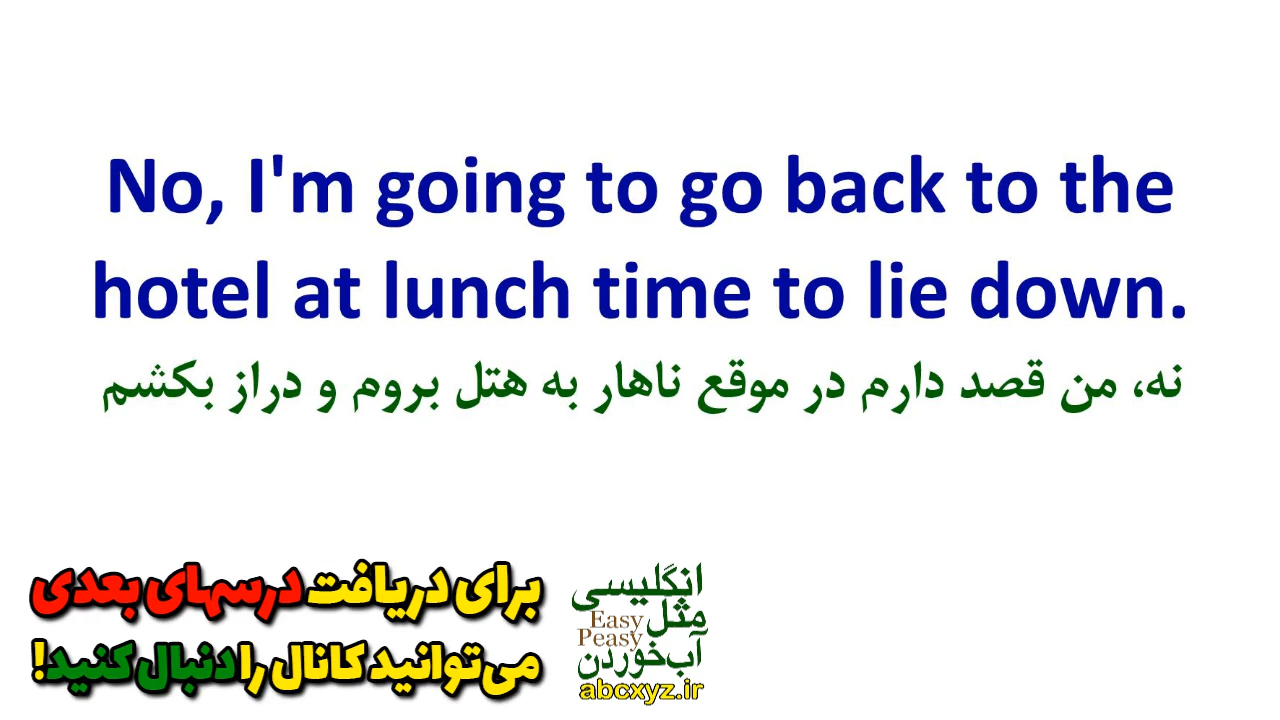 No, I'm going to go back to the
hotel at lunch time to lie down.
نه، من قصد دارم در موقع ناهار به هتل بروم و دراز بکشم
برای دریافت درسهای بعدی
می‌توانید کانال را دنبال کنید!
انگلیسی
مثل
Easy
Peasy
آب‌خوردن
abcxyz.ir